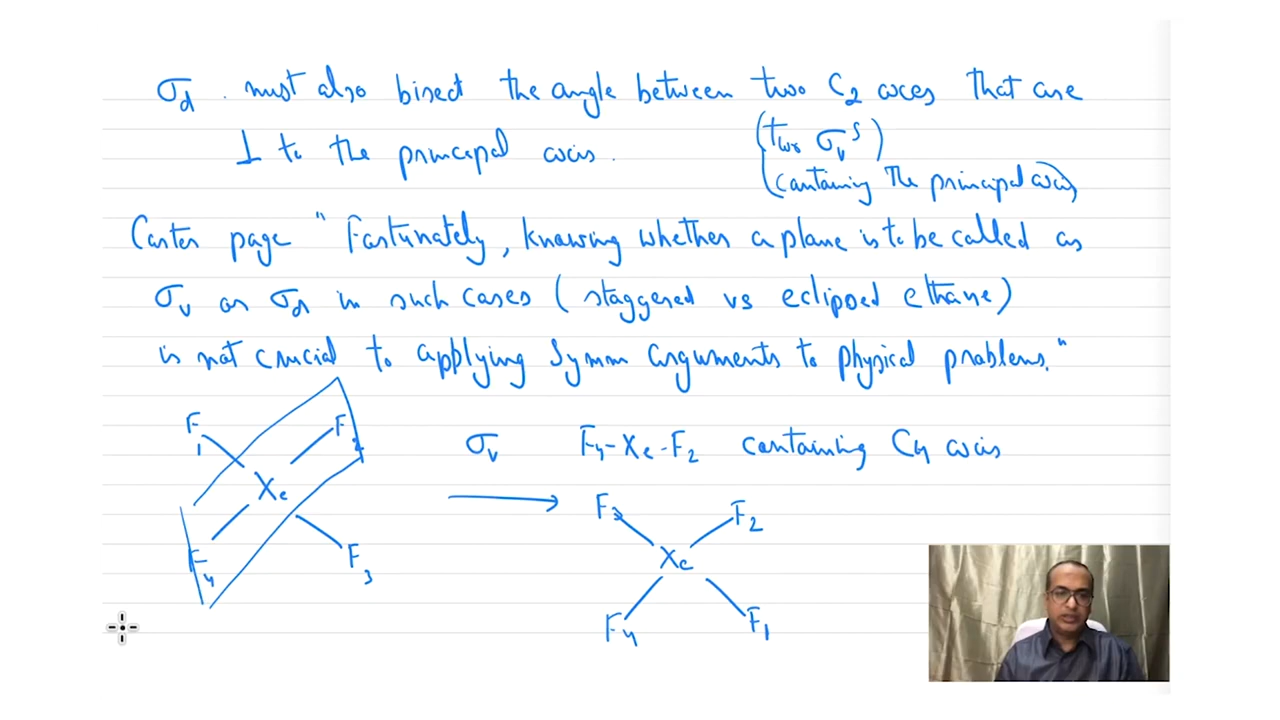 σd must also bisect the angle between two C2 axes that are
⊥ to the principal axis. (two σv s)
(containing the principal axis)
Carter page "Fortunately, knowing whether a plane is to be called as
σv or σd in such cases (staggered vs eclipsed ethane)
is not crucial to applying symm arguments to physical problems."
F1 F2
Xe
F4 F3
σv F4-Xe-F2 containing C4 axis
F3 F2
Xe
F4 F1